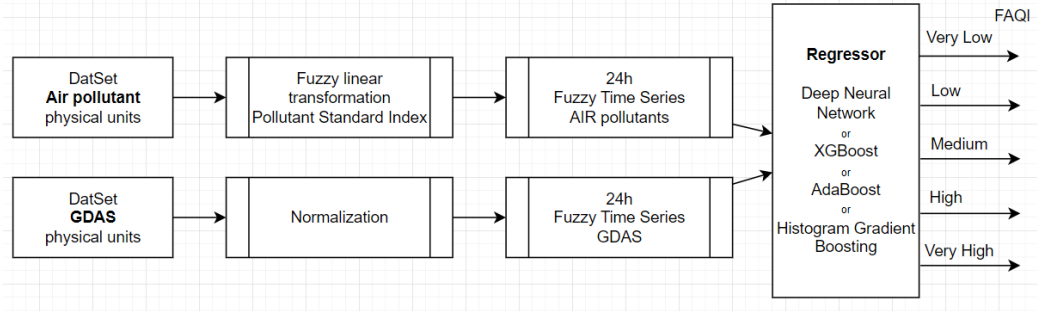 DatSet
Air pollutant
physical units
Fuzzy linear
transformation
Pollutant Standard Index
24h
Fuzzy Time Series
AIR pollutants
DatSet
GDAS
physical units
Normalization
24h
Fuzzy Time Series
GDAS
Regressor
Deep Neural
Network
or
XGBoost
or
AdaBoost
or
Histogram Gradient
Boosting
FAQI
Very Low
Low
Medium
High
Very High